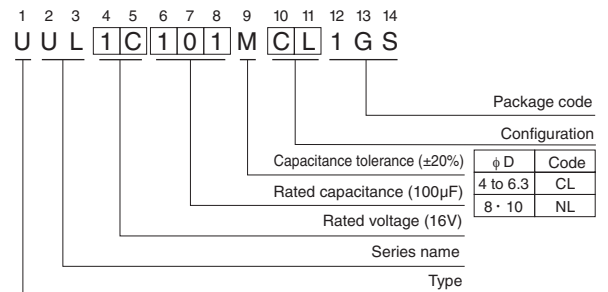 1 2 3 4 5 6 7 8 9 10 11 12 13 14
U U L 1 C 1 0 1 M C L 1 G S
Package code
Configuration
Capacitance tolerance (±20%)
φ D Code
4 to 6.3 CL
8 · 10 NL
Rated capacitance (100µF)
Rated voltage (16V)
Series name
Type